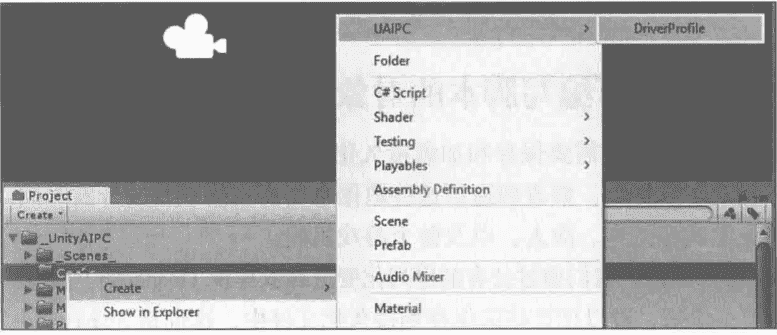 UAIPC
DriverProfile
Folder
C# Script
Shader
Testing
Playables
Assembly Definition
Scene
Prefab
Audio Mixer
Material
Project
Create
_UnityAIPC
_Scenes_
Create
Show in Explorer